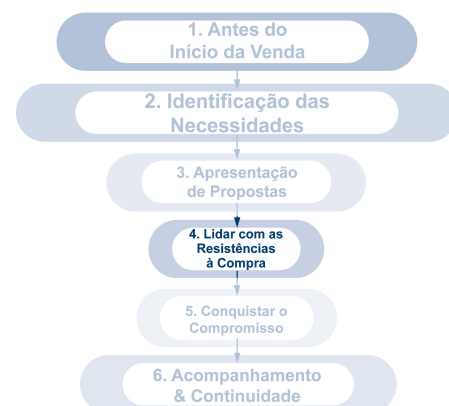 1. Antes do
Início da Venda
2. Identificação das
Necessidades
3. Apresentação
de Propostas
4. Lidar com as
Resistências
à Compra
5. Conquistar o
Compromisso
6. Acompanhamento
& Continuidade